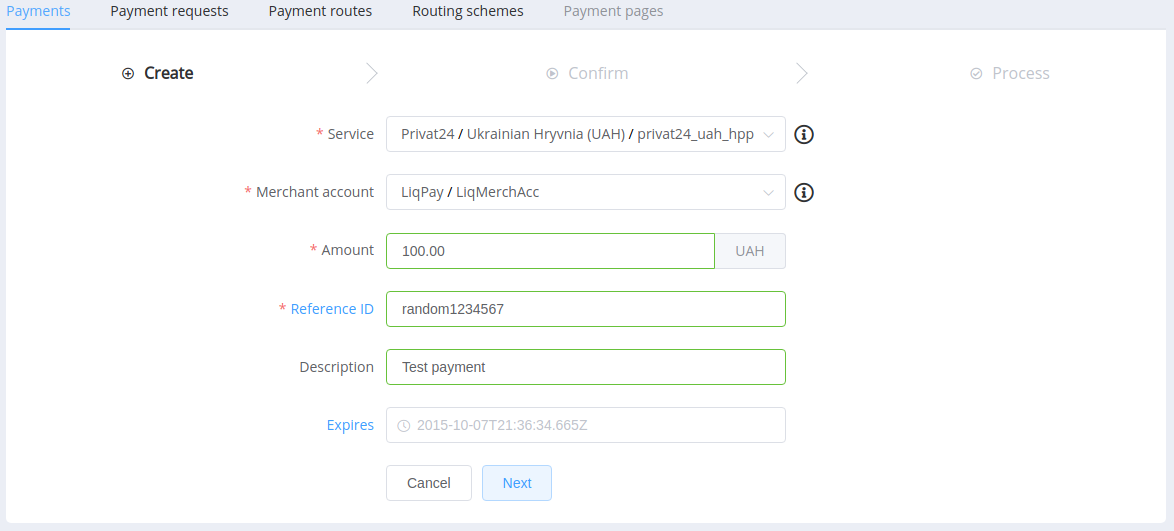 Payments Payment requests Payment routes Routing schemes Payment pages
Create Confirm Process
* Service Privat24 / Ukrainian Hryvnia (UAH) / privat24_uah_hpp
* Merchant account LiqPay / LiqMerchAcc
* Amount 100.00 UAH
* Reference ID random1234567
Description Test payment
Expires 2015-10-07T21:36:34.665Z
Cancel Next